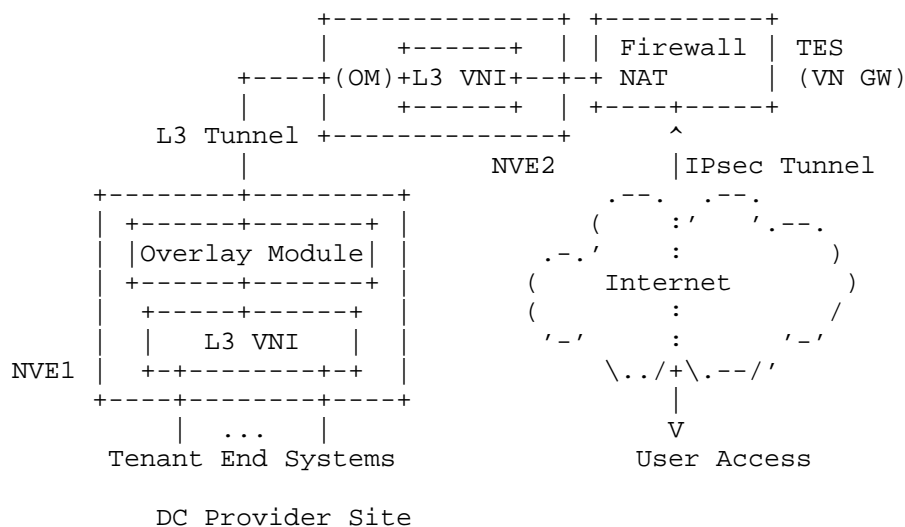 Firewall TES
(OM) L3 VNI NAT (VN GW)
L3 Tunnel
NVE2 IPsec Tunnel
Overlay Module
Internet
L3 VNI
NVE1
...
V
Tenant End Systems User Access
DC Provider Site